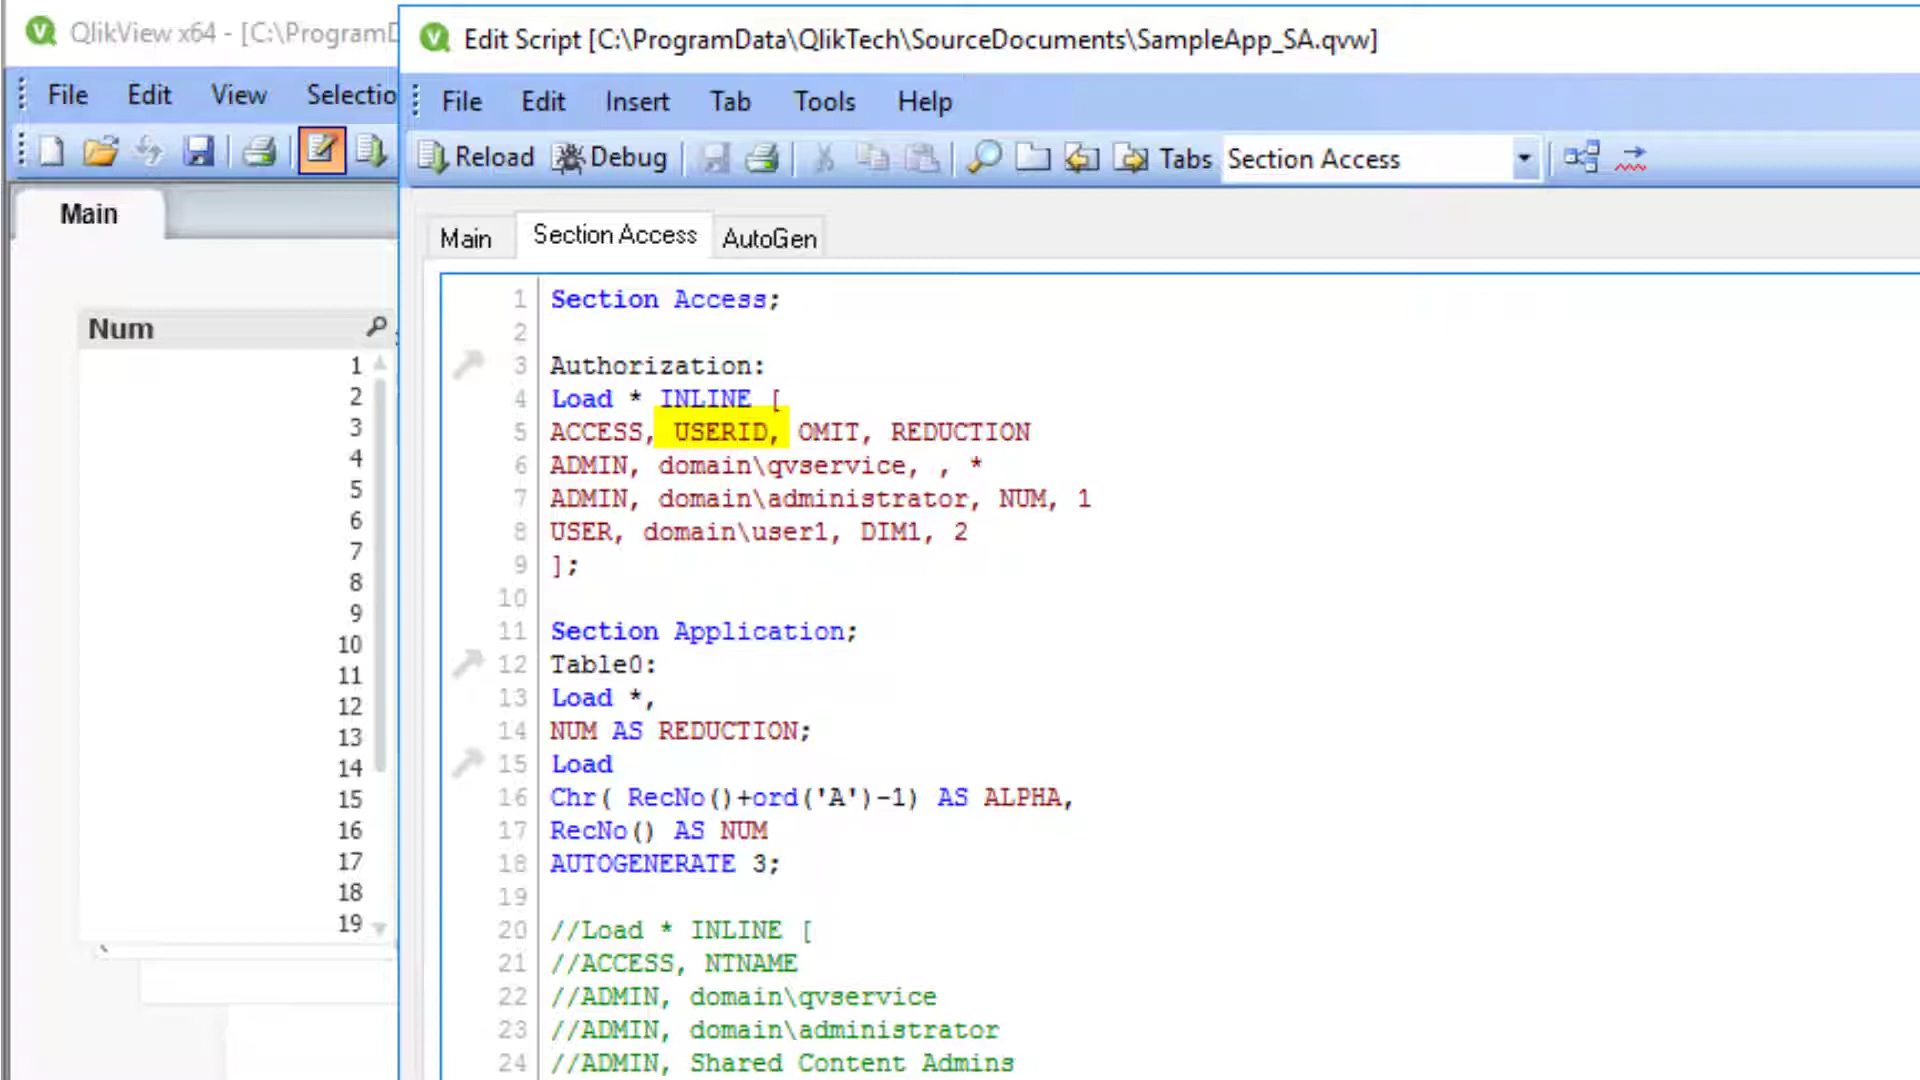 QlikView x64 - [C:\ProgramD
File Edit View Selectio
Main
Num
1
2
3
4
5
6
7
8
9
10
11
12
13
14
15
16
17
18
19
Edit Script [C:\ProgramData\QlikTech\SourceDocuments\SampleApp_SA.qvw]
File Edit Insert Tab Tools Help
Reload Debug Tabs Section Access
Main Section Access AutoGen
1 Section Access;
2
3 Authorization:
4 Load * INLINE [
5 ACCESS, USERID, OMIT, REDUCTION
6 ADMIN, domain\qvservice, , *
7 ADMIN, domain\administrator, NUM, 1
8 USER, domain\user1, DIM1, 2
9 ];
10
11 Section Application;
12 Table0:
13 Load *,
14 NUM AS REDUCTION;
15 Load
16 Chr( RecNo()+ord('A')-1) AS ALPHA,
17 RecNo() AS NUM
18 AUTOGENERATE 3;
19
20 //Load * INLINE [
21 //ACCESS, NTNAME
22 //ADMIN, domain\qvservice
23 //ADMIN, domain\administrator
24 //ADMIN, Shared Content Admins